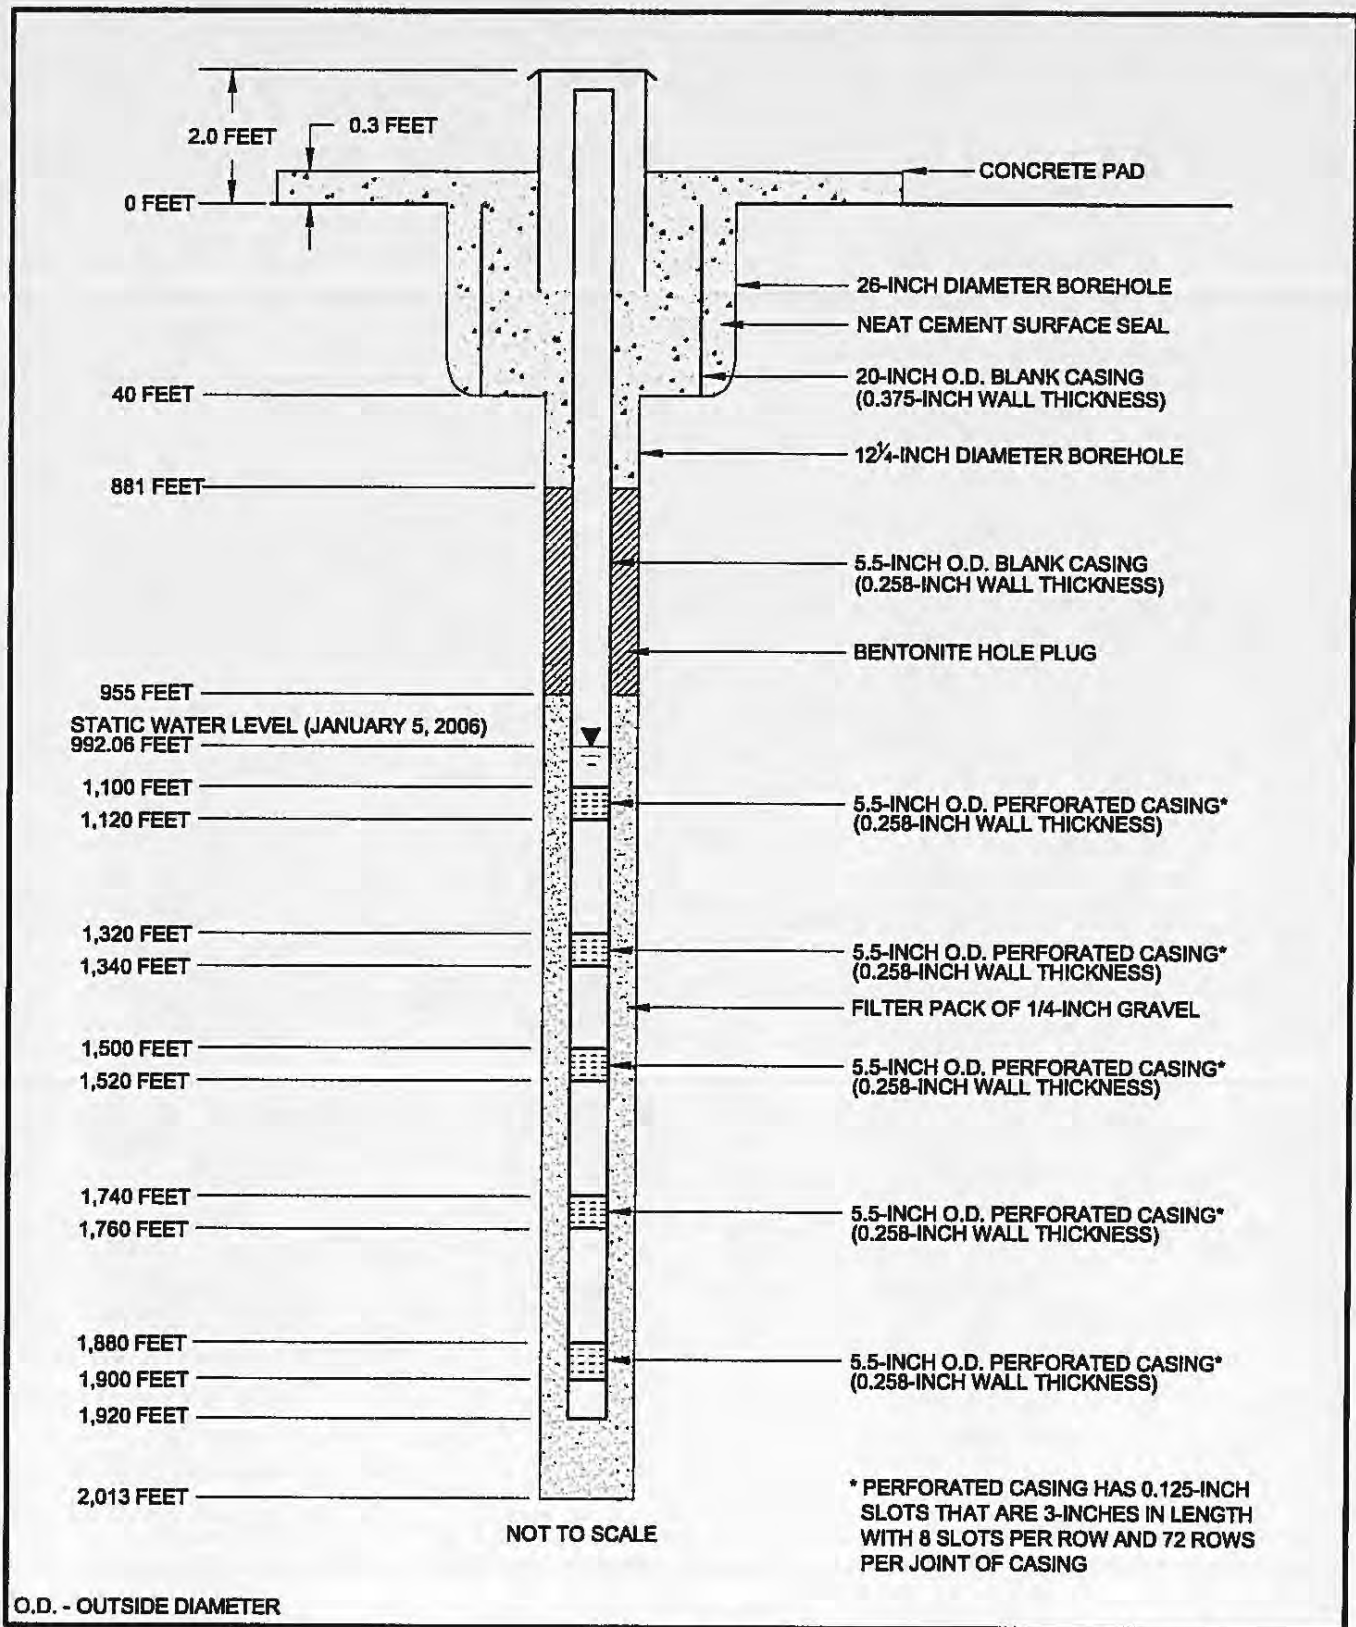 2.0 FEET
0.3 FEET
CONCRETE PAD
0 FEET
26-INCH DIAMETER BOREHOLE
NEAT CEMENT SURFACE SEAL
20-INCH O.D. BLANK CASING
(0.375-INCH WALL THICKNESS)
40 FEET
12¼-INCH DIAMETER BOREHOLE
881 FEET
5.5-INCH O.D. BLANK CASING
(0.258-INCH WALL THICKNESS)
BENTONITE HOLE PLUG
955 FEET
STATIC WATER LEVEL (JANUARY 5, 2006)
992.06 FEET
1,100 FEET
5.5-INCH O.D. PERFORATED CASING*
(0.258-INCH WALL THICKNESS)
1,120 FEET
1,320 FEET
5.5-INCH O.D. PERFORATED CASING*
(0.258-INCH WALL THICKNESS)
1,340 FEET
FILTER PACK OF 1/4-INCH GRAVEL
1,500 FEET
5.5-INCH O.D. PERFORATED CASING*
(0.258-INCH WALL THICKNESS)
1,520 FEET
1,740 FEET
5.5-INCH O.D. PERFORATED CASING*
(0.258-INCH WALL THICKNESS)
1,760 FEET
1,880 FEET
5.5-INCH O.D. PERFORATED CASING*
(0.258-INCH WALL THICKNESS)
1,900 FEET
1,920 FEET
2,013 FEET
* PERFORATED CASING HAS 0.125-INCH
SLOTS THAT ARE 3-INCHES IN LENGTH
WITH 8 SLOTS PER ROW AND 72 ROWS
PER JOINT OF CASING
NOT TO SCALE
O.D. - OUTSIDE DIAMETER